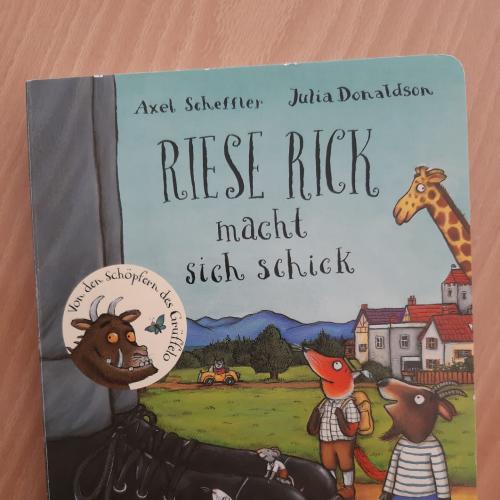 Axel Scheffler Julia Donaldson
RIESE RICK
macht
sich schick
Von den Schöpfern des Grüffelo